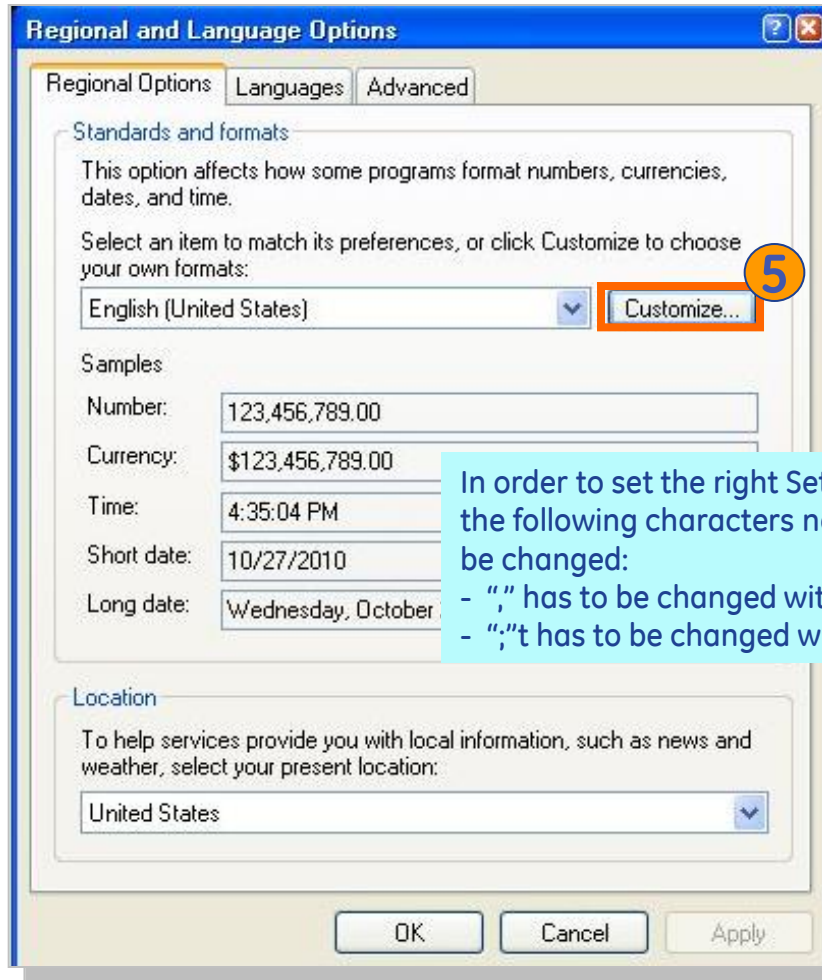 Regional and Language Options
Regional Options Languages Advanced
Standards and formats
This option affects how some programs format numbers, currencies,
dates, and time.
Select an item to match its preferences, or click Customize to choose
your own formats:
5
English (United States) Customize...
Samples
Number: 123,456,789.00
Currency: $123,456,789.00
Time: 4:35:04 PM
Short date: 10/27/2010
Long date: Wednesday, October
In order to set the right
the following characters
be changed:
- “,” has to be changed
- “;”t has to be changed
Location
To help services provide you with local information, such as news and
weather, select your present location:
United States
OK Cancel Apply